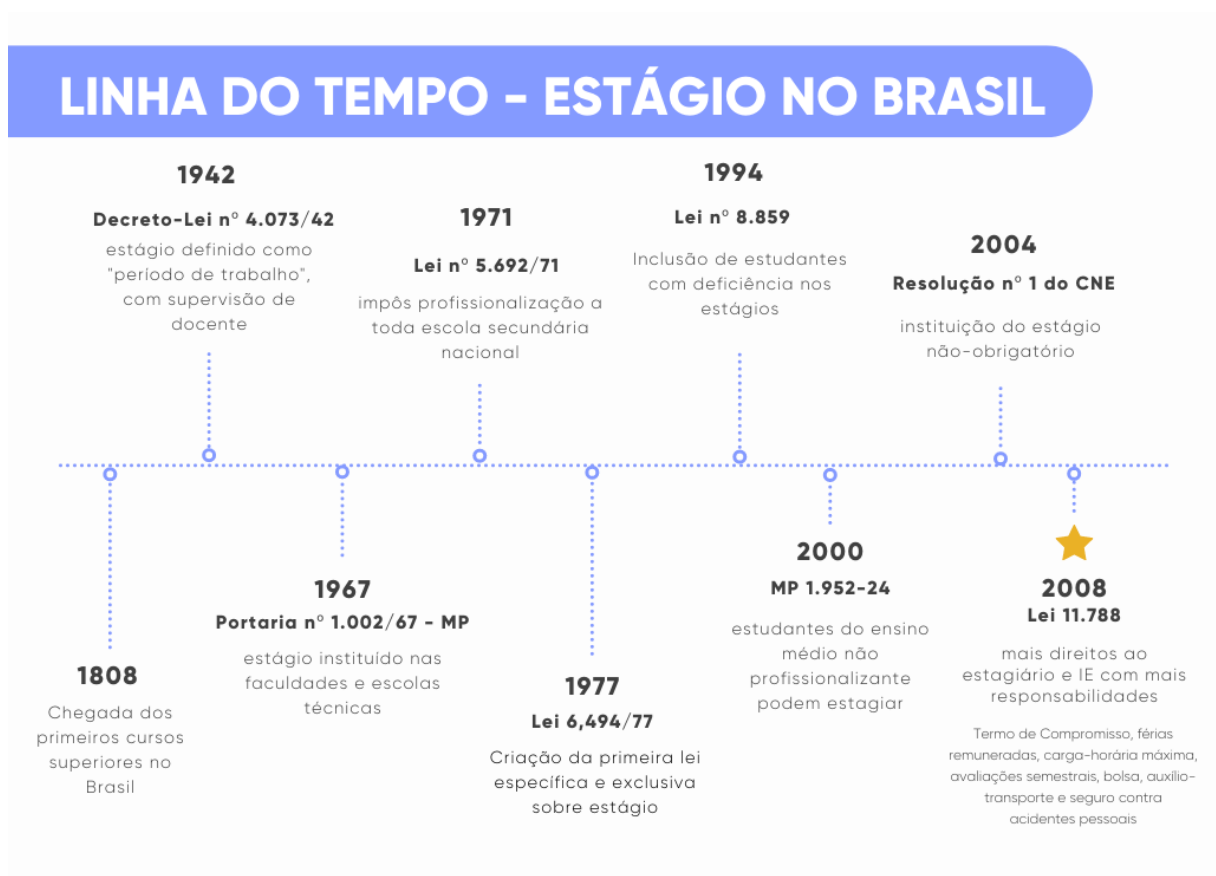 LINHA DO TEMPO - ESTÁGIO NO BRASIL
1942
Decreto-Lei nº 4.073/42
estágio definido como
"período de trabalho",
com supervisão de
docente
1971
Lei nº 5.692/71
impôs profissionalização a
toda escola secundária
nacional
1994
Lei nº 8.859
Inclusão de estudantes
com deficiência nos
estágios
2004
Resolução nº 1 do CNE
instituição do estágio
não-obrigatório
1808
Chegada dos
primeiros cursos
superiores no
Brasil
1967
Portaria nº 1.002/67 - MP
estágio instituído nas
faculdades e escolas
técnicas
1977
Lei 6,494/77
Criação da primeira lei
específica e exclusiva
sobre estágio
2000
MP 1.952-24
estudantes do ensino
médio não
profissionalizante
podem estagiar
2008
Lei 11.788
mais direitos ao
estagiário e IE com mais
responsabilidades
Termo de Compromisso, férias
remuneradas, carga-horária máxima,
avaliações semestrais, bolsa, auxílio-
transporte e seguro contra
acidentes pessoais